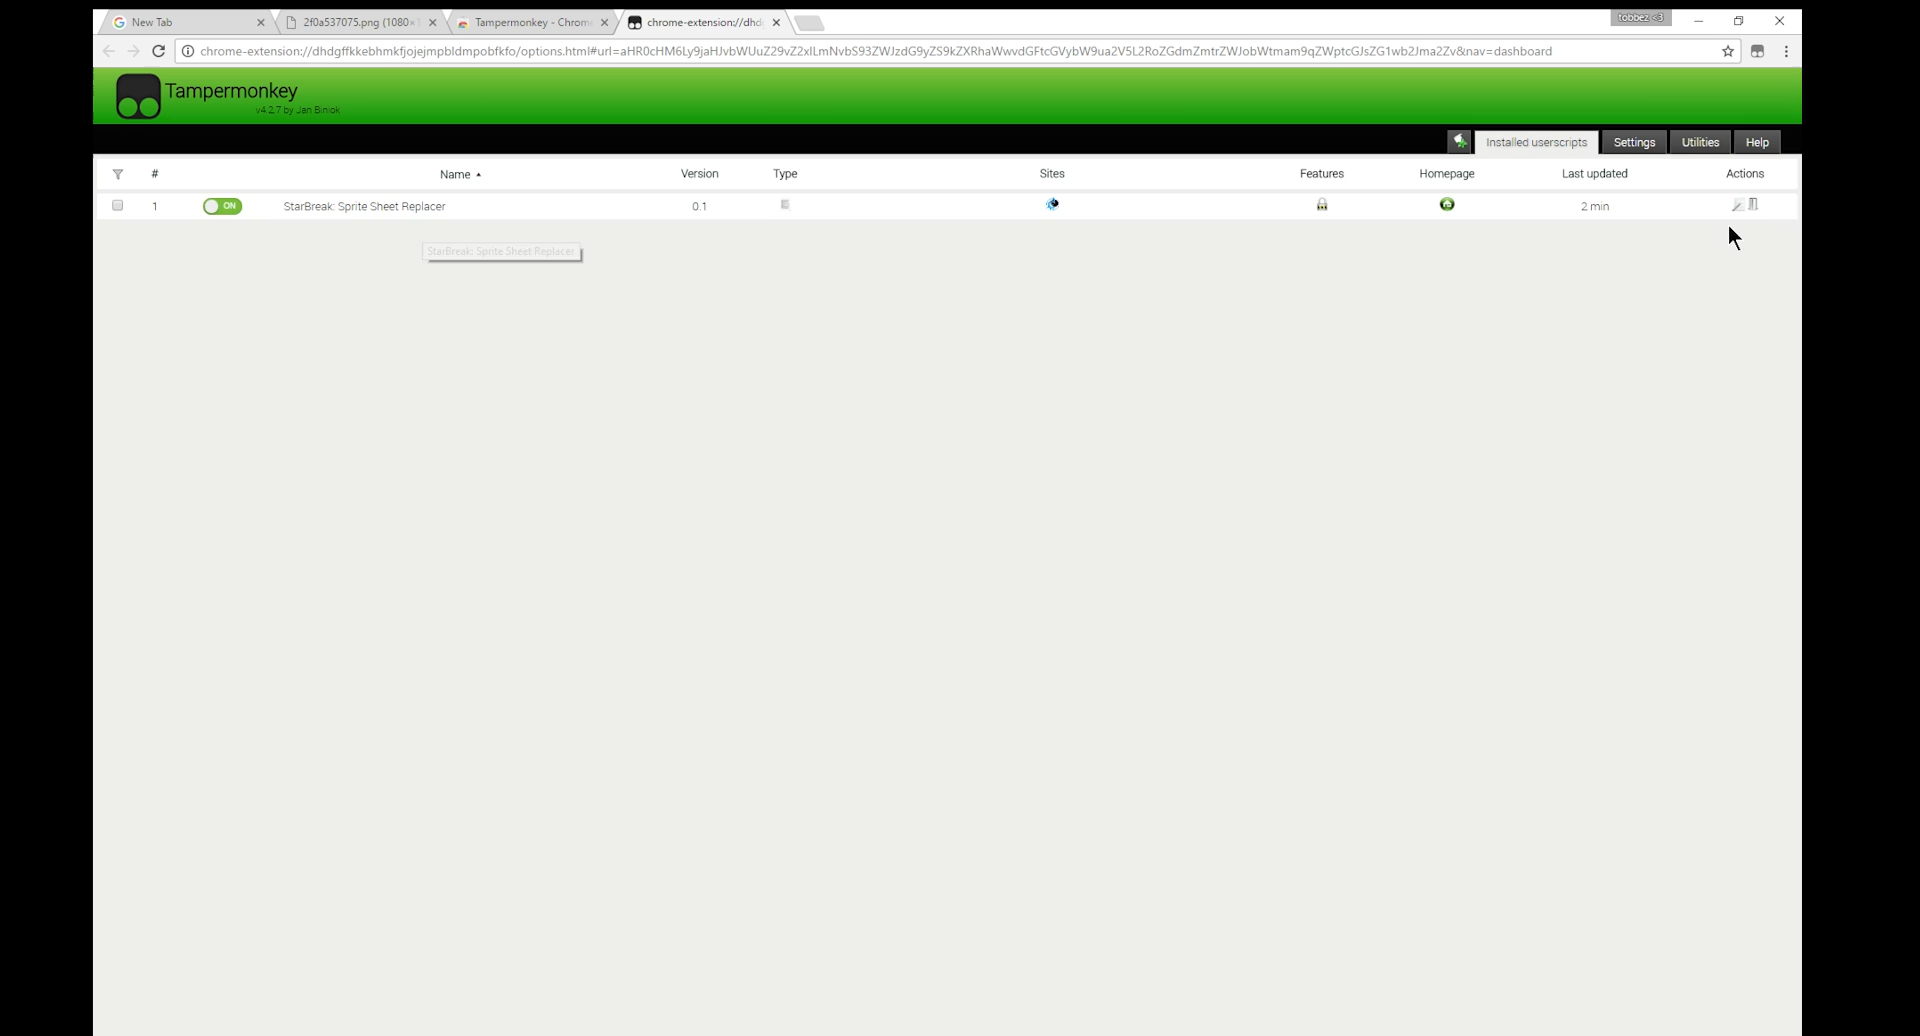 New Tab
2f0a537075.png (1080×
Tampermonkey - Chrom
chrome-extension://dhd
tobbez <3
chrome-extension://dhdgffkkebhmkfjojejmpbldmpobfkfo/options.html#url=aHR0cHM6Ly9jaHJvbWUuZ29vZ2xlLmNvbS93ZWJzdG9yZS9kZXRhaWwvdGFtcGVybW9ua2V5L2RoZGdmZmtrZWJobWtmam9qZWptcGJsZG1wb2Jma2Zv&nav=dashboard
Tampermonkey
v4.2.7 by Jan Biniok
Installed userscripts
Settings
Utilities
Help
# Name Version Type Sites Features Homepage Last updated Actions
1 ON StarBreak: Sprite Sheet Replacer 0.1 2 min
StarBreak: Sprite Sheet Replacer